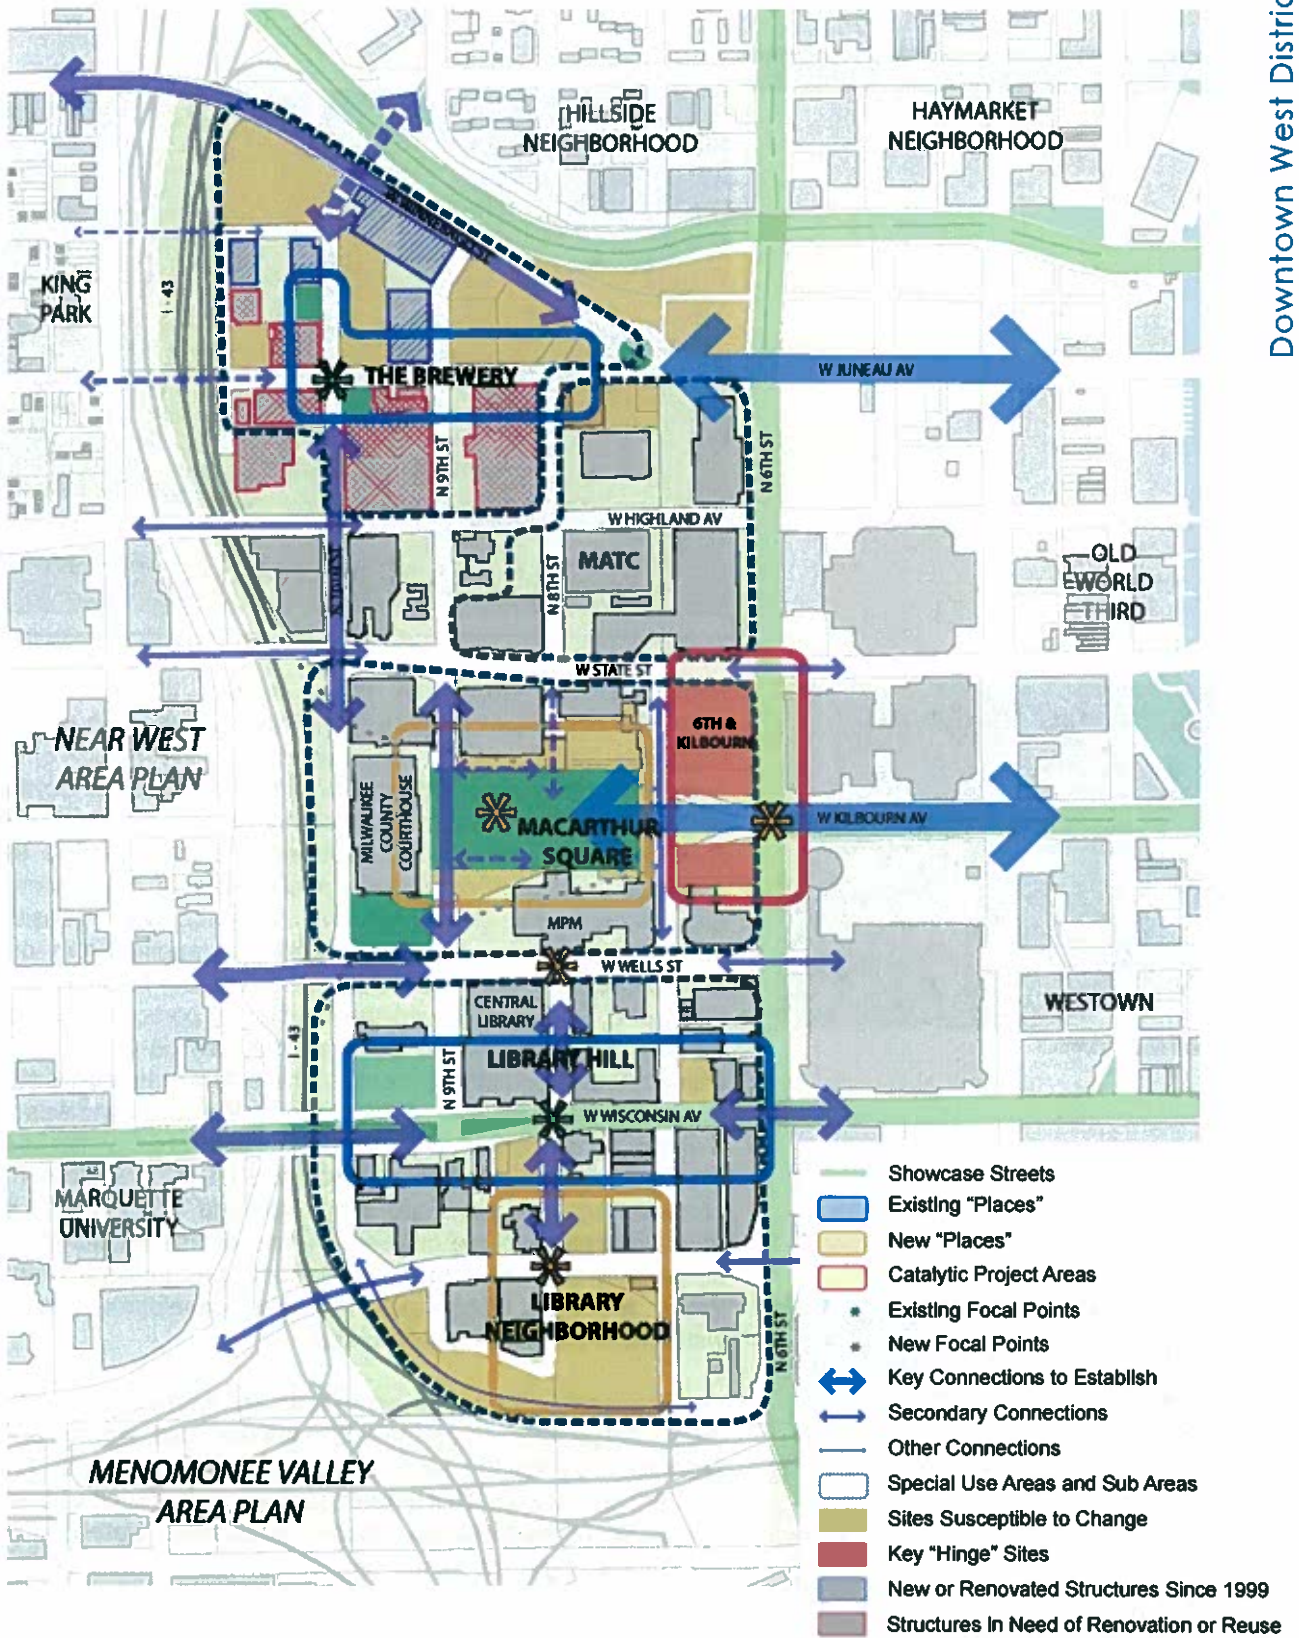 Downtown West Distric
HILLSIDE
NEIGHBORHOOD
HAYMARKET
NEIGHBORHOOD
KING
PARK
I-43
THE BREWERY
W JUNEAU AV
N 9TH ST
N 6TH ST
W HIGHLAND AV
MATC
N 8TH ST
OLD
WORLD
THIRD
W STATE ST
NEAR WEST
AREA PLAN
6TH &
KILBOURN
MILWAUKEE
COUNTY
COURTHOUSE
MACARTHUR
SQUARE
W KILBOURN AV
MPM
W WELLS ST
CENTRAL
LIBRARY
WESTOWN
I-43
LIBRARY HILL
N 9TH ST
W WISCONSIN AV
MARQUETTE
UNIVERSITY
LIBRARY
NEIGHBORHOOD
N 6TH ST
MENOMONEE VALLEY
AREA PLAN
Showcase Streets
Existing "Places"
New "Places"
Catalytic Project Areas
Existing Focal Points
New Focal Points
Key Connections to Establish
Secondary Connections
Other Connections
Special Use Areas and Sub Areas
Sites Susceptible to Change
Key "Hinge" Sites
New or Renovated Structures Since 1999
Structures In Need of Renovation or Reuse